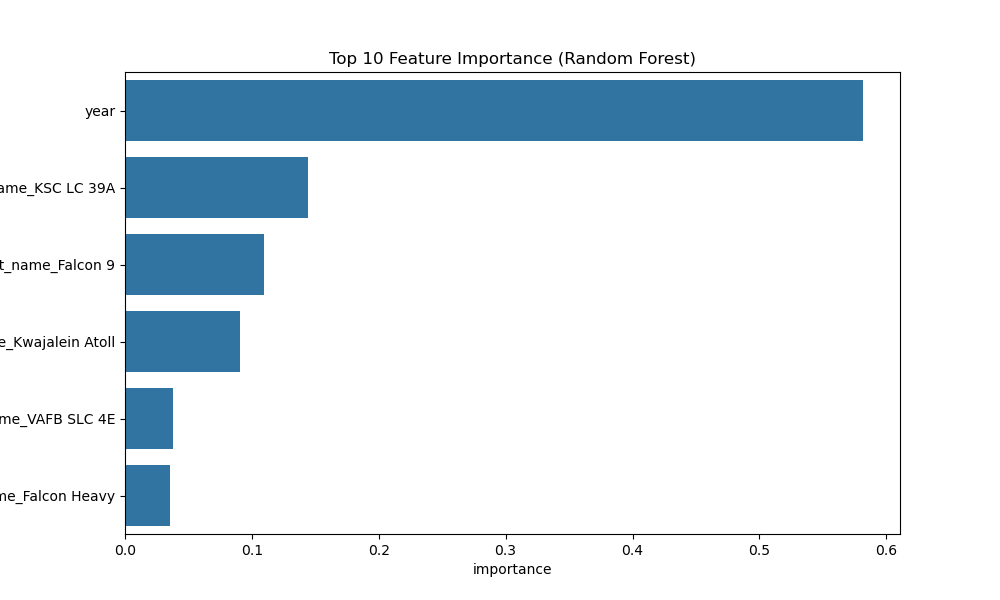 Top 10 Feature Importance (Random Forest)
year
ame_KSC LC 39A
t_name_Falcon 9
e_Kwajalein Atoll
me_VAFB SLC 4E
me_Falcon Heavy
0.0 0.1 0.2 0.3 0.4 0.5 0.6
importance